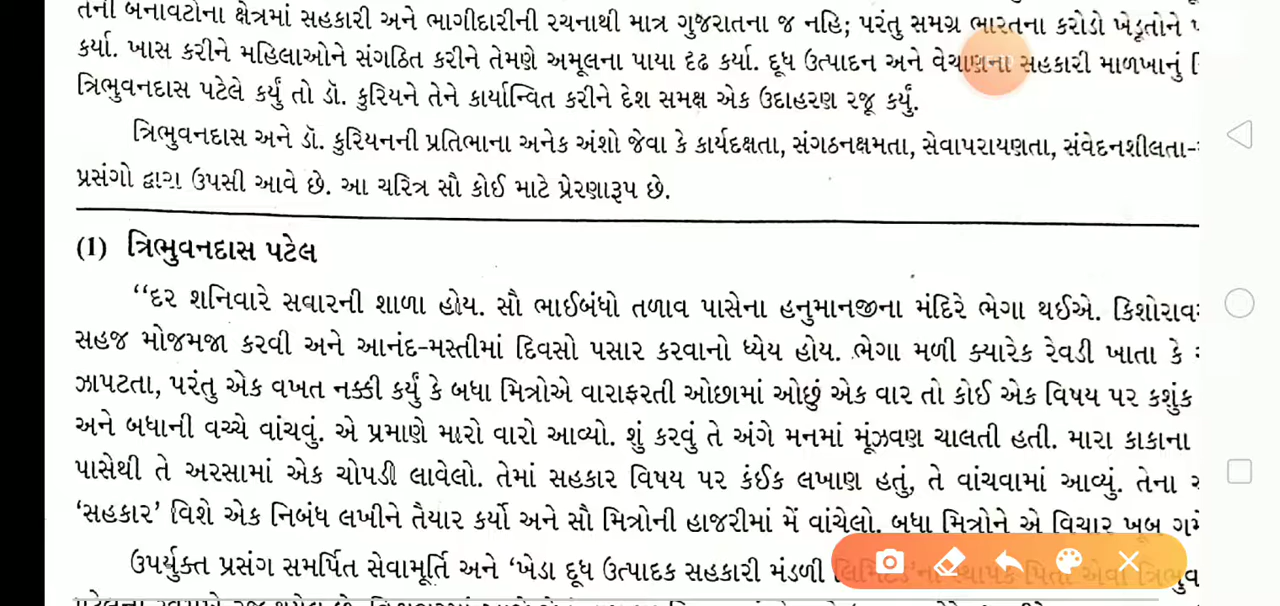 તેની બનાવટોના ક્ષેત્રમાં સહકારી અને ભાગીદારીની રચનાથી માત્ર ગુજરાતના જ નહિ; પરંતુ સમગ્ર ભારતના કરોડો ખેડૂતોને
કર્યા. ખાસ કરીને મહિલાઓને સંગઠિત કરીને તેમણે અમૂલના પાયા દઢ કર્યા. દૂધ ઉત્પાદન અને વેચાણના સહકારી માળખાનું
ત્રિભુવનદાસ પટેલે કર્યું તો ડૉ. કુરિયને તેને કાર્યાન્વિત કરીને દેશ સમક્ષ એક ઉદાહરણ રજૂ કર્યું.
ત્રિભુવનદાસ અને ડૉ. કુરિયનની પ્રતિભાના અનેક અંશો જેવા કે કાર્યદક્ષતા, સંગઠનક્ષમતા, સેવાપરાયણતા, સંવેદનશીલતા-
પ્રસંગો દ્વારા ઉપસી આવે છે. આ ચરિત્ર સૌ કોઈ માટે પ્રેરણારૂપ છે.
(1) ત્રિભુવનદાસ પટેલ
“દર શનિવારે સવારની શાળા હોય. સૌ ભાઈબંધો તળાવ પાસેના હનુમાનજીના મંદિરે ભેગા થઈએ. કિશોરાવ
સહજ મોજમજા કરવી અને આનંદ-મસ્તીમાં દિવસો પસાર કરવાનો ધ્યેય હોય. ભેગા મળી ક્યારેક રેવડી ખાતા કે
ઝાપટતા, પરંતુ એક વખત નક્કી કર્યું કે બધા મિત્રોએ વારાફરતી ઓછામાં ઓછું એક વાર તો કોઈ એક વિષય પર કશુંક
અને બધાની વચ્ચે વાંચવું. એ પ્રમાણે મારો વારો આવ્યો. શું કરવું તે અંગે મનમાં મૂંઝવણ ચાલતી હતી. મારા કાકાના
પાસેથી તે અરસામાં એક ચોપડી લાવેલો. તેમાં સહકાર વિષય પર કંઈક લખાણ હતું, તે વાંચવામાં આવ્યું. તેના
‘સહકાર’ વિશે એક નિબંધ લખીને તૈયાર કર્યો અને સૌ મિત્રોની હાજરીમાં મેં વાંચેલો. બધા મિત્રોને એ વિચાર ખૂબ ગમે
ઉપર્યુક્ત પ્રસંગ સમર્પિત સેવામૂર્તિ અને ‘ખેડા દૂધ ઉત્પાદક સહકારી મંડળી લિમિટેડ’ના સ્થાપક પિતા એવા ત્રિભુવ